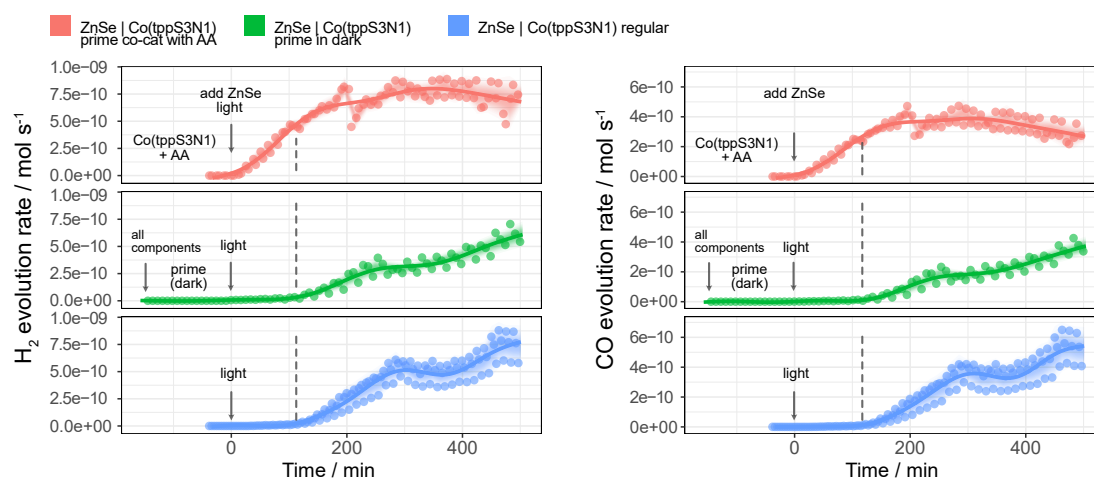 ZnSe | Co(tppS3N1)
prime co-cat with AA
ZnSe | Co(tppS3N1)
prime in dark
ZnSe | Co(tppS3N1) regular
H₂ evolution rate / mol s⁻¹
1.0e−09
7.5e−10
5.0e−10
2.5e−10
0.0e+00
add ZnSe
light
Co(tppS3N1)
+ AA
1.0e−09
7.5e−10
5.0e−10
2.5e−10
0.0e+00
all
components
prime
(dark)
light
1.0e−09
7.5e−10
5.0e−10
2.5e−10
0.0e+00
light
0 200 400
Time / min
CO evolution rate / mol s⁻¹
6e−10
4e−10
2e−10
0e+00
add ZnSe
Co(tppS3N1)
+ AA
6e−10
4e−10
2e−10
0e+00
all
components
prime
(dark)
light
6e−10
4e−10
2e−10
0e+00
light
0 200 400
Time / min